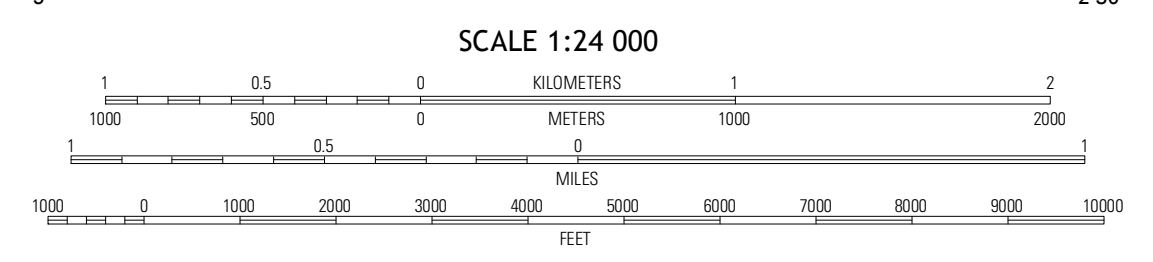 SCALE 1:24 000
1 0.5 0 KILOMETERS 1 2
1000 500 0 METERS 1000 2000
1 0.5 0 1
MILES
1000 0 1000 2000 3000 4000 5000 6000 7000 8000 9000 10000
FEET